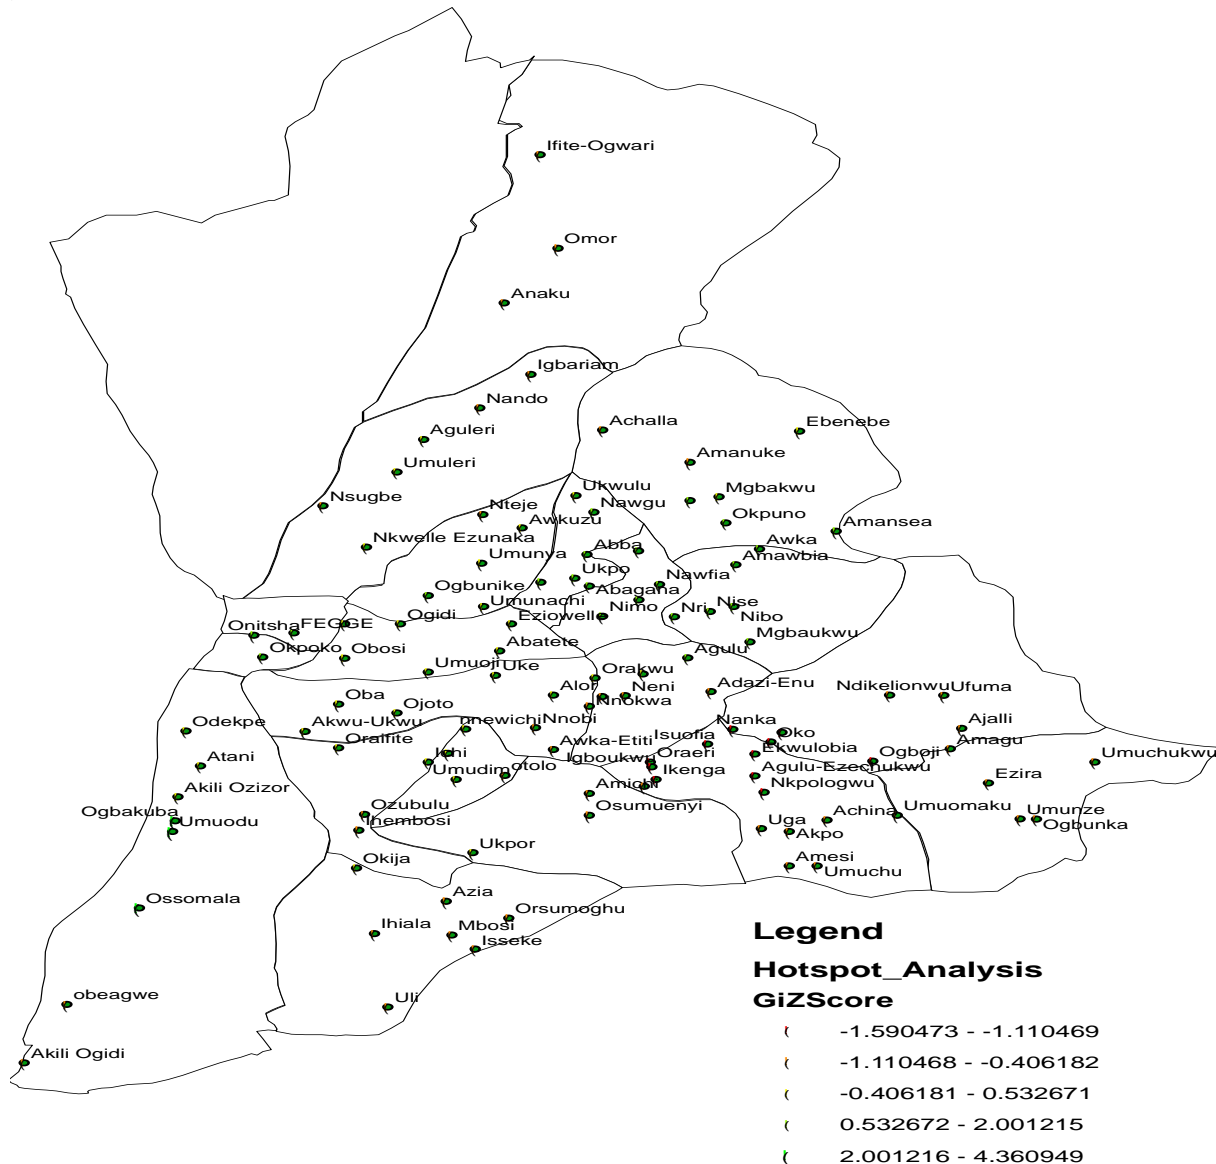 Ifite-Ogwari
Omor
Anaku
Igbariam
Nando
Achalla
Ebenebe
Aguleri
Amanuke
Umuleri
Ukwulu
Mgbakwu
Nsugbe
Nteje
Nawgu
Okpuno
Amansea
Awkuzu
Nkwelle Ezunaka
Abba
Awka
Umunya
Amawbia
Ukpo
Nawfia
Ogbunike
Abagana
Umunachi
Nimo
Nri
Nise
Nibo
Onitsha
FEGGE
Ogidi
Eziowelle
Mgbaukwu
Okpoko
Obosi
Abatete
Agulu
Umuoji
Uke
Orakwu
Adazi-Enu
Oba
Alor
Neni
Ndikelionwu
Ufuma
Ojoto
Nnokwa
Odekpe
Akwu-Ukwu
nnewichi
Nnobi
Nanka
Oko
Ajalli
Isuofia
Oraifite
Awka-Etiti
Oraeri
Ekwulobia
Amagu
Atani
Ichi
Igboukwu
Ogboji
Umuchukwu
Umudim
otolo
Ikenga
Agulu-Ezechukwu
Amichi
Nkpologwu
Ezira
Akili Ozizor
Ozubulu
Osumuenyi
Ogbakuba
Umuodu
Ihembosi
Uga
Achina
Umuomaku
Umunze
Ogbunka
Akpo
Ukpor
Okija
Amesi
Umuchu
Ossomala
Azia
Orsumoghu
Ihiala
Mbosi
Isseke
obeagwe
Uli
Akili Ogidi
Legend
Hotspot_Analysis
GiZScore
-1.590473 - -1.110469
-1.110468 - -0.406182
-0.406181 - 0.532671
0.532672 - 2.001215
2.001216 - 4.360949